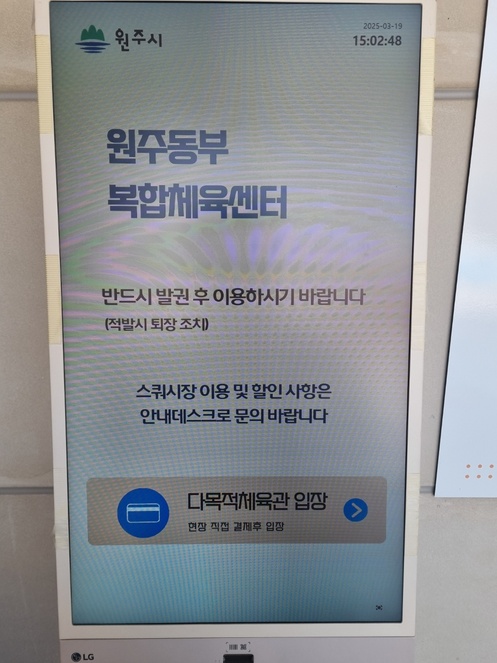 원주시
2025-03-19
15:02:48
원주동부
복합체육센터
반드시 발권 후 이용하시기 바랍니다
(적발시 퇴장 조치)
스쿼시장 이용 및 할인 사항은
안내데스크로 문의 바랍니다
다목적체육관 입장
현장 직접 결제후 입장
LG